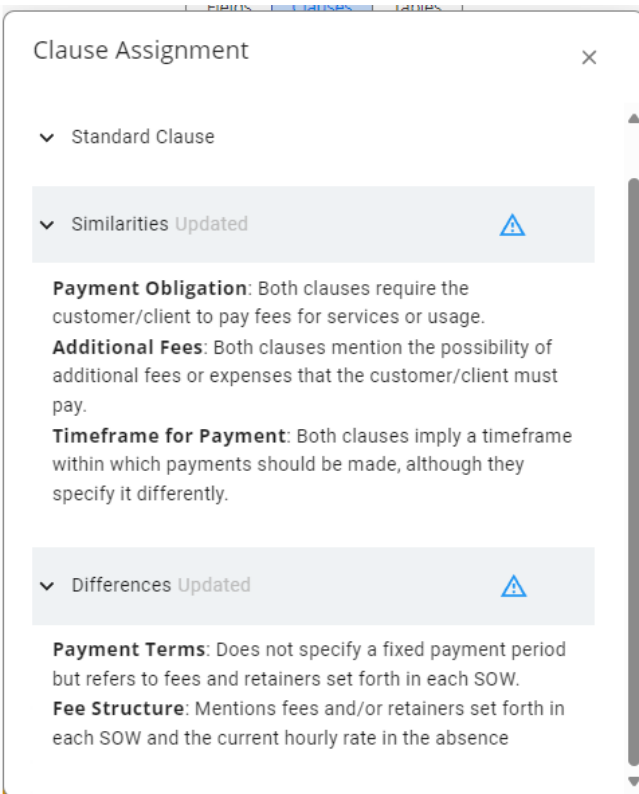 Fields Clauses Tables
Clause Assignment
Standard Clause
Similarities Updated
Payment Obligation: Both clauses require the
customer/client to pay fees for services or usage.
Additional Fees: Both clauses mention the possibility of
additional fees or expenses that the customer/client must
pay.
Timeframe for Payment: Both clauses imply a timeframe
within which payments should be made, although they
specify it differently.
Differences Updated
Payment Terms: Does not specify a fixed payment period
but refers to fees and retainers set forth in each SOW.
Fee Structure: Mentions fees and/or retainers set forth in
each SOW and the current hourly rate in the absence